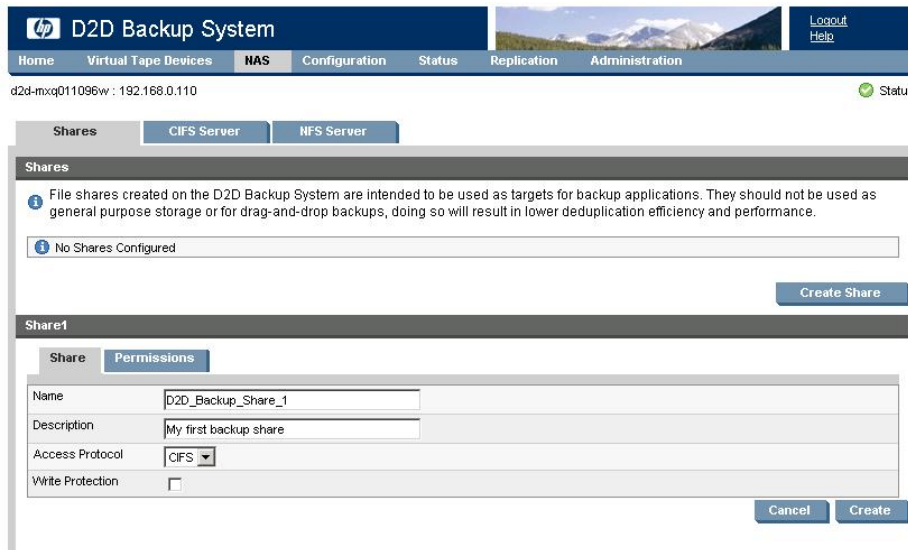 hp D2D Backup System
Logout
Help
Home Virtual Tape Devices NAS Configuration Status Replication Administration
d2d-mxq011096w : 192.168.0.110 Statu
Shares CIFS Server NFS Server
Shares
File shares created on the D2D Backup System are intended to be used as targets for backup applications. They should not be used as
general purpose storage or for drag-and-drop backups, doing so will result in lower deduplication efficiency and performance.
No Shares Configured
Create Share
Share1
Share Permissions
Name D2D_Backup_Share_1
Description My first backup share
Access Protocol CIFS
Write Protection
Cancel Create